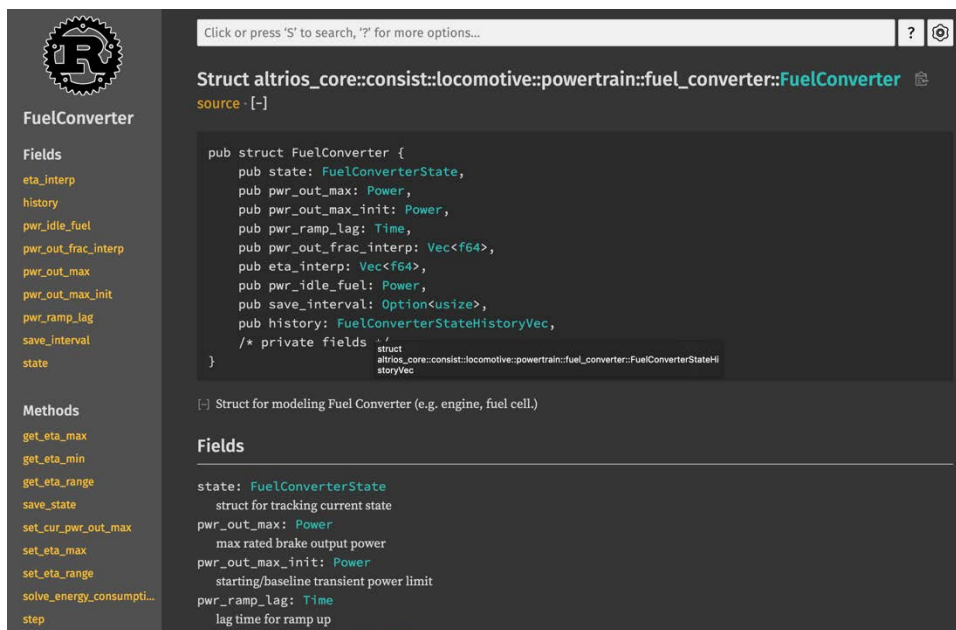 R
FuelConverter
Fields
eta_interp
history
pwr_idle_fuel
pwr_out_frac_interp
pwr_out_max
pwr_out_max_init
pwr_ramp_lag
save_interval
state
Methods
get_eta_max
get_eta_min
get_eta_range
save_state
set_cur_pwr_out_max
set_eta_max
set_eta_range
solve_energy_consumpti...
step
Click or press ‘S’ to search, ‘?’ for more options...
?
Struct altrios_core::consist::locomotive::powertrain::fuel_converter::FuelConverter
source · [-]
pub struct FuelConverter {
    pub state: FuelConverterState,
    pub pwr_out_max: Power,
    pub pwr_out_max_init: Power,
    pub pwr_ramp_lag: Time,
    pub pwr_out_frac_interp: Vec<f64>,
    pub eta_interp: Vec<f64>,
    pub pwr_idle_fuel: Power,
    pub save_interval: Option<usize>,
    pub history: FuelConverterStateHistoryVec,
    /* private fields */
}
struct
altrios_core::consist::locomotive::powertrain::fuel_converter::FuelConverterStateHi
storyVec
[-] Struct for modeling Fuel Converter (e.g. engine, fuel cell.)
Fields
state: FuelConverterState
struct for tracking current state
pwr_out_max: Power
max rated brake output power
pwr_out_max_init: Power
starting/baseline transient power limit
pwr_ramp_lag: Time
lag time for ramp up